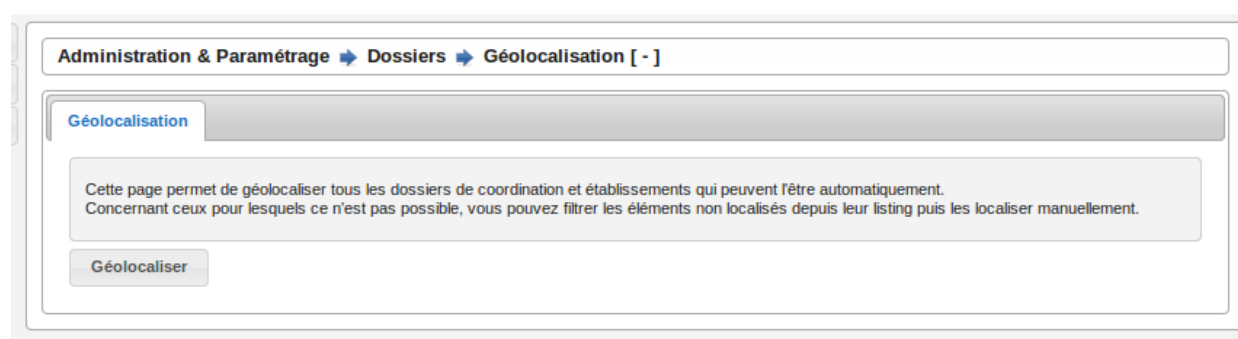 Administration & Paramétrage Dossiers Géolocalisation [ - ]
Géolocalisation
Cette page permet de géolocaliser tous les dossiers de coordination et établissements qui peuvent l'être automatiquement.
Concernant ceux pour lesquels ce n'est pas possible, vous pouvez filtrer les éléments non localisés depuis leur listing puis les localiser manuellement.
Géolocaliser